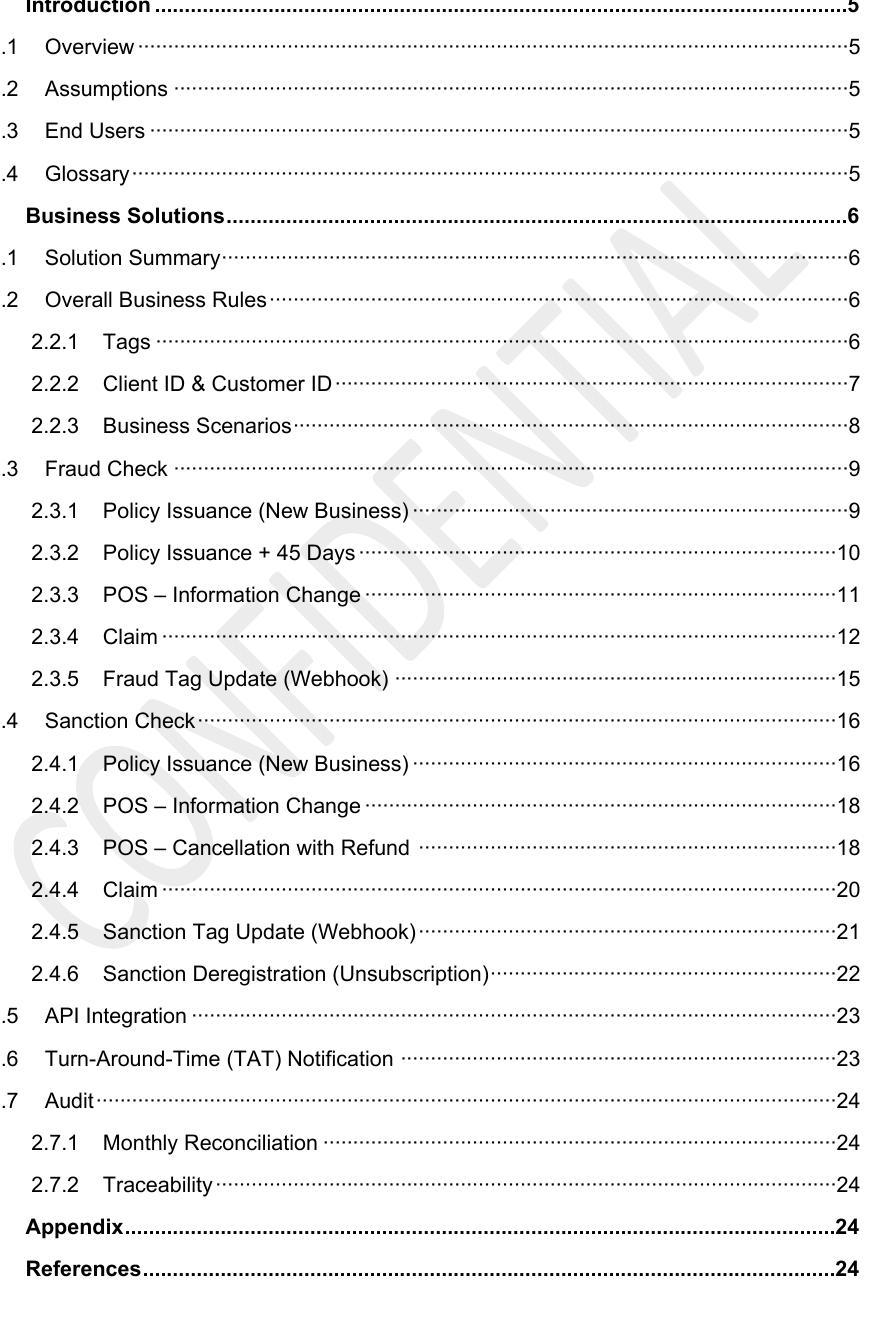 Introduction ........................................ 5
.1 Overview ........................................ 5
.2 Assumptions ........................................ 5
.3 End Users ........................................ 5
.4 Glossary ........................................ 5
Business Solutions ........................................ 6
.1 Solution Summary ........................................ 6
.2 Overall Business Rules ........................................ 6
2.2.1 Tags ........................................ 6
2.2.2 Client ID & Customer ID ........................................ 7
2.2.3 Business Scenarios ........................................ 8
.3 Fraud Check ........................................ 9
2.3.1 Policy Issuance (New Business) ........................................ 9
2.3.2 Policy Issuance + 45 Days ........................................ 10
2.3.3 POS – Information Change ........................................ 11
2.3.4 Claim ........................................ 12
2.3.5 Fraud Tag Update (Webhook) ........................................ 15
.4 Sanction Check ........................................ 16
2.4.1 Policy Issuance (New Business) ........................................ 16
2.4.2 POS – Information Change ........................................ 18
2.4.3 POS – Cancellation with Refund ........................................ 18
2.4.4 Claim ........................................ 20
2.4.5 Sanction Tag Update (Webhook) ........................................ 21
2.4.6 Sanction Deregistration (Unsubscription) ........................................ 22
.5 API Integration ........................................ 23
.6 Turn-Around-Time (TAT) Notification ........................................ 23
.7 Audit ........................................ 24
2.7.1 Monthly Reconciliation ........................................ 24
2.7.2 Traceability ........................................ 24
Appendix ........................................ 24
References ........................................ 24
CONFIDENTIAL